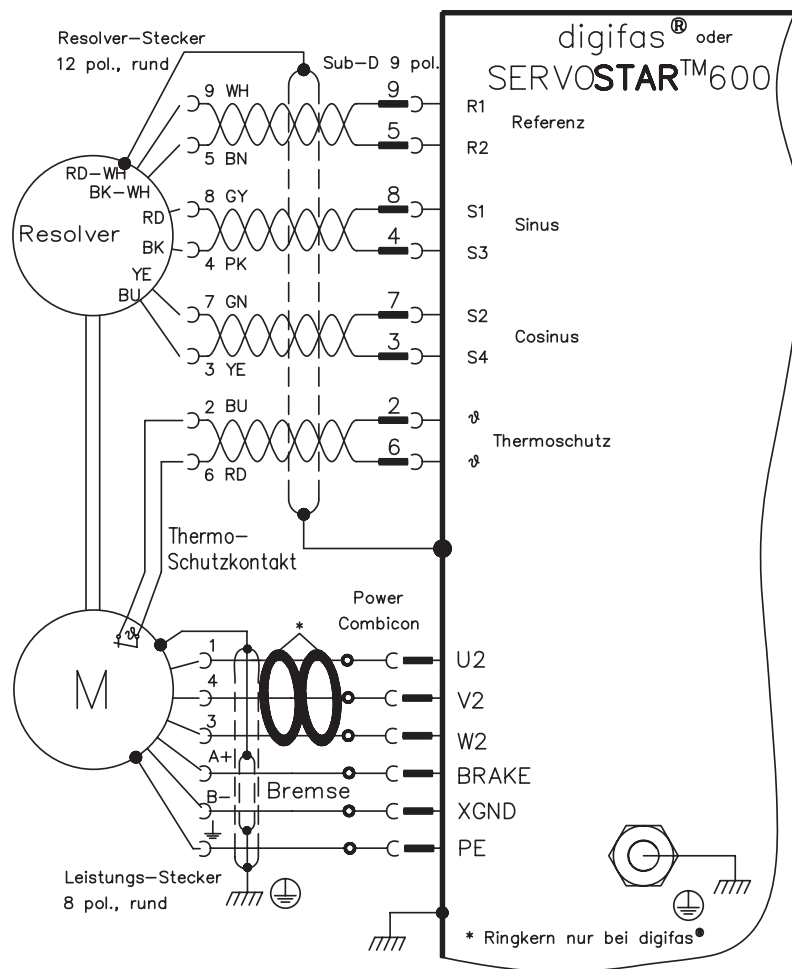 Resolver-Stecker
12 pol., rund
Sub-D 9 pol.
digifas® oder
SERVOSTAR™600
9 WH
9
R1
Referenz
5 BN
5
R2
RD-WH
BK-WH
RD
8 GY
8
S1
Sinus
Resolver
BK
4 PK
4
S3
YE
BU
7 GN
7
S2
Cosinus
3 YE
3
S4
2 BU
2
ϑ
Thermoschutz
6 RD
6
ϑ
Thermo-
Schutzkontakt
Power
Combicon
ϑ
*
M
1
U2
4
V2
3
W2
A+
BRAKE
B-
Bremse
XGND
PE
Leistungs-Stecker
8 pol., rund
* Ringkern nur bei digifas®